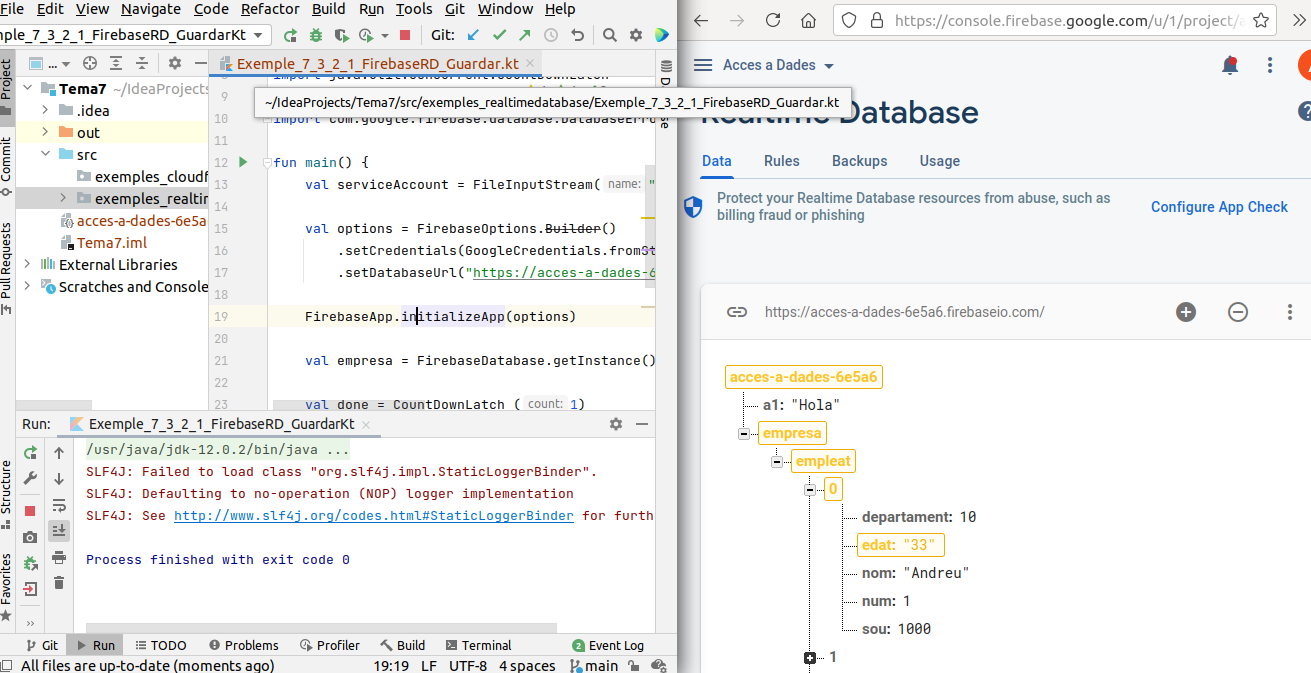 File Edit View Navigate Code Refactor Build Run Tools Git Window Help
mple_7_3_2_1_FirebaseRD_GuardarKt
Git:
Project
Commit
Pull Requests
Structure
Favorites
...
Tema7 ~/IdeaProjects
.idea
out
src
exemples_cloudf
exemples_realtim
acces-a-dades-6e5a
Tema7.iml
External Libraries
Scratches and Console
Exemple_7_3_2_1_FirebaseRD_Guardar.kt
~/IdeaProjects/Tema7/src/exemples_realtimedatabase/Exemple_7_3_2_1_FirebaseRD_Guardar.kt
9
10 import com.google.firebase.database.DatabaseErro
11
12 fun main() {
13 val serviceAccount = FileInputStream( name: "
14
15 val options = FirebaseOptions.Builder()
16 .setCredentials(GoogleCredentials.fromSt
17 .setDatabaseUrl("https://acces-a-dades-6
18
19 FirebaseApp.initializeApp(options)
20
21 val empresa = FirebaseDatabase.getInstance()
22
23 val done = CountDownLatch ( count: 1)
Run: Exemple_7_3_2_1_FirebaseRD_GuardarKt
/usr/java/jdk-12.0.2/bin/java ...
SLF4J: Failed to load class "org.slf4j.impl.StaticLoggerBinder".
SLF4J: Defaulting to no-operation (NOP) logger implementation
SLF4J: See http://www.slf4j.org/codes.html#StaticLoggerBinder for furth
Process finished with exit code 0
Git Run TODO Problems Profiler Build Terminal 2 Event Log
All files are up-to-date (moments ago) 19:19 LF UTF-8 4 spaces main
https://console.firebase.google.com/u/1/project/a
Acces a Dades
Realtime Database
Data Rules Backups Usage
Protect your Realtime Database resources from abuse, such as
billing fraud or phishing
Configure App Check
https://acces-a-dades-6e5a6.firebaseio.com/
acces-a-dades-6e5a6
a1: "Hola"
empresa
empleat
0
departament: 10
edat: "33"
nom: "Andreu"
num: 1
sou: 1000
1